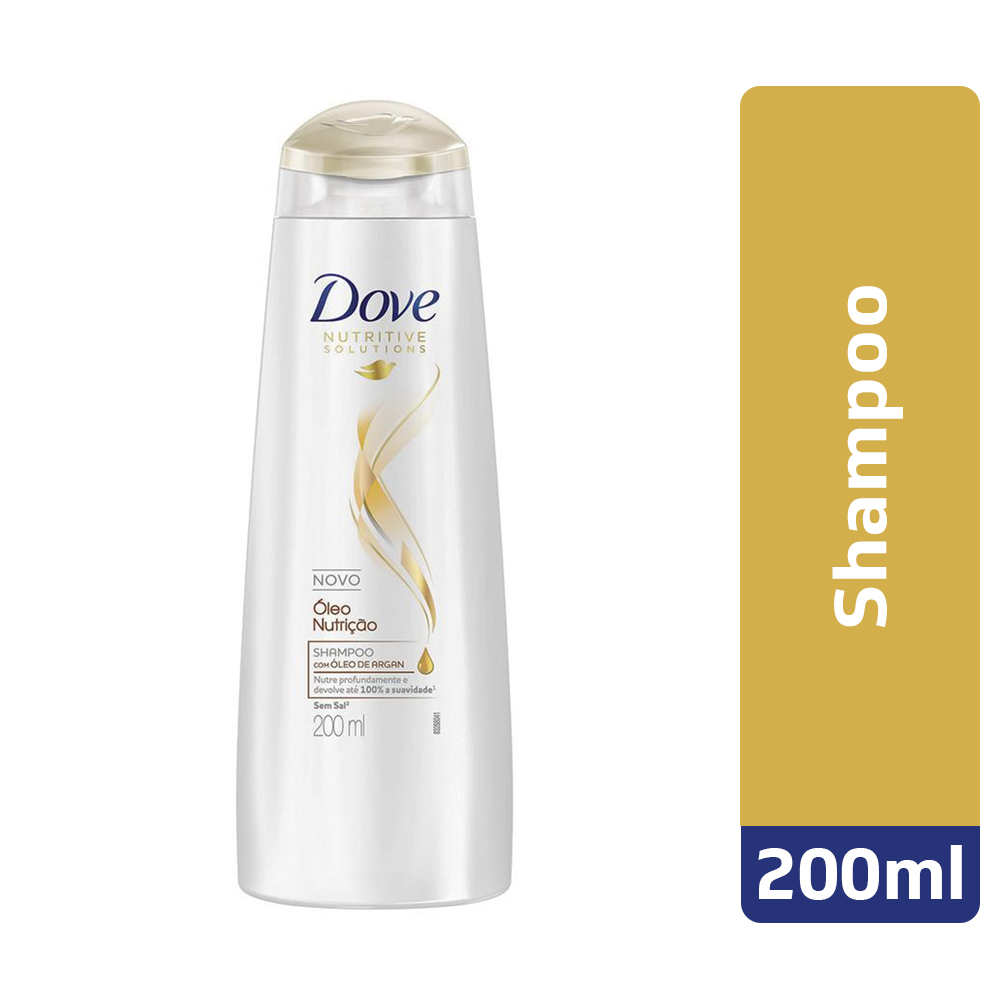 Dove
NUTRITIVE
SOLUTIONS
NOVO
Óleo
Nutrição
SHAMPOO
COM ÓLEO DE ARGAN
Nutre profundamente e
devolve até 100% a suavidade¹
Sem Sal²
200 ml
Shampoo
200ml